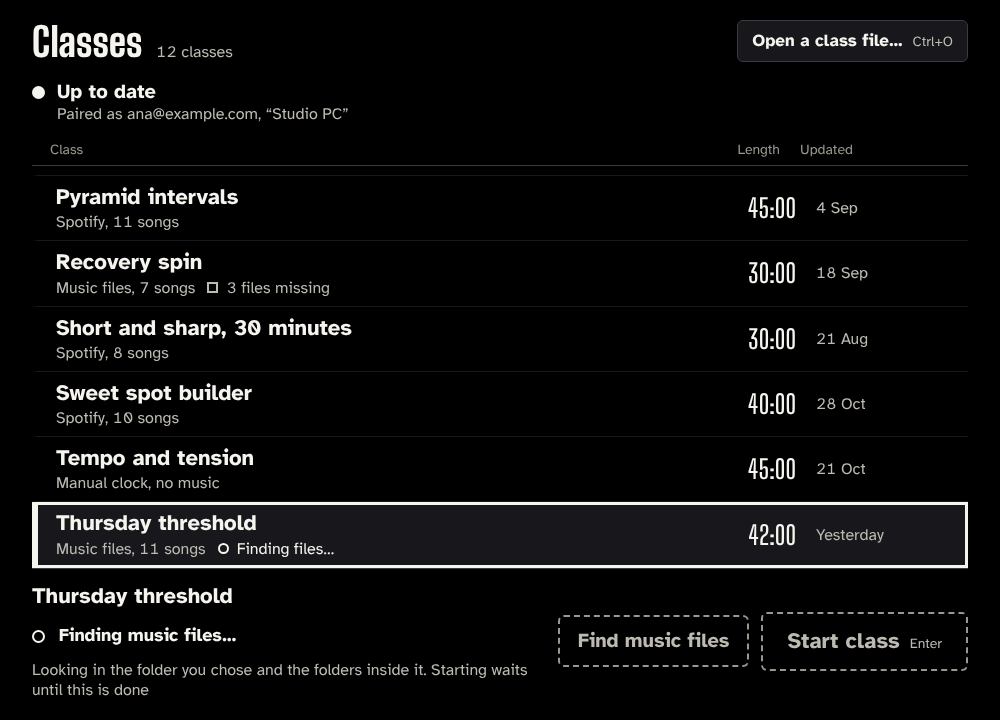 Classes 12 classes
Open a class file... Ctrl+O
Up to date
Paired as ana@example.com, “Studio PC”
Class Length Updated
Pyramid intervals
Spotify, 11 songs
45:00 4 Sep
Recovery spin
Music files, 7 songs 3 files missing
30:00 18 Sep
Short and sharp, 30 minutes
Spotify, 8 songs
30:00 21 Aug
Sweet spot builder
Spotify, 10 songs
40:00 28 Oct
Tempo and tension
Manual clock, no music
45:00 21 Oct
Thursday threshold
Music files, 11 songs Finding files...
42:00 Yesterday
Thursday threshold
Finding music files...
Looking in the folder you chose and the folders inside it. Starting waits
until this is done
Find music files
Start class Enter